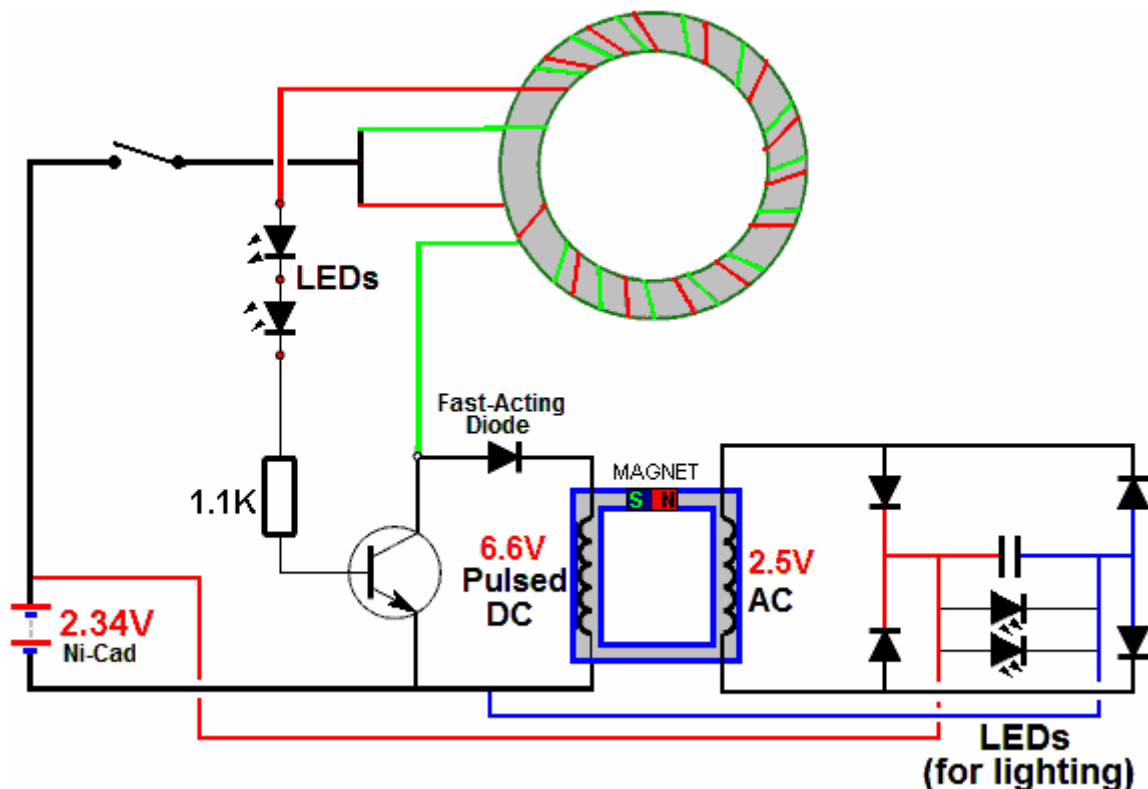 LEDs
Fast-Acting
Diode
1.1K
MAGNET
S N
6.6V
Pulsed
DC
2.5V
AC
2.34V
Ni-Cad
LEDs
(for lighting)